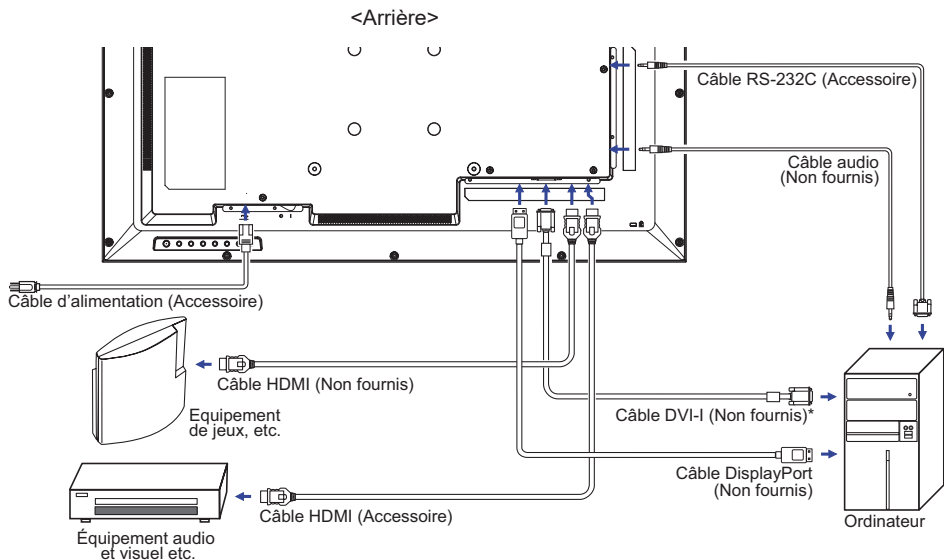 <Arrière>
Câble RS-232C (Accessoire)
Câble audio
(Non fournis)
Câble d’alimentation (Accessoire)
Câble HDMI (Non fournis)
Equipement
de jeux, etc.
Câble DVI-I (Non fournis)*
Câble DisplayPort
(Non fournis)
Câble HDMI (Accessoire)
Ordinateur
Équipement audio
et visuel etc.